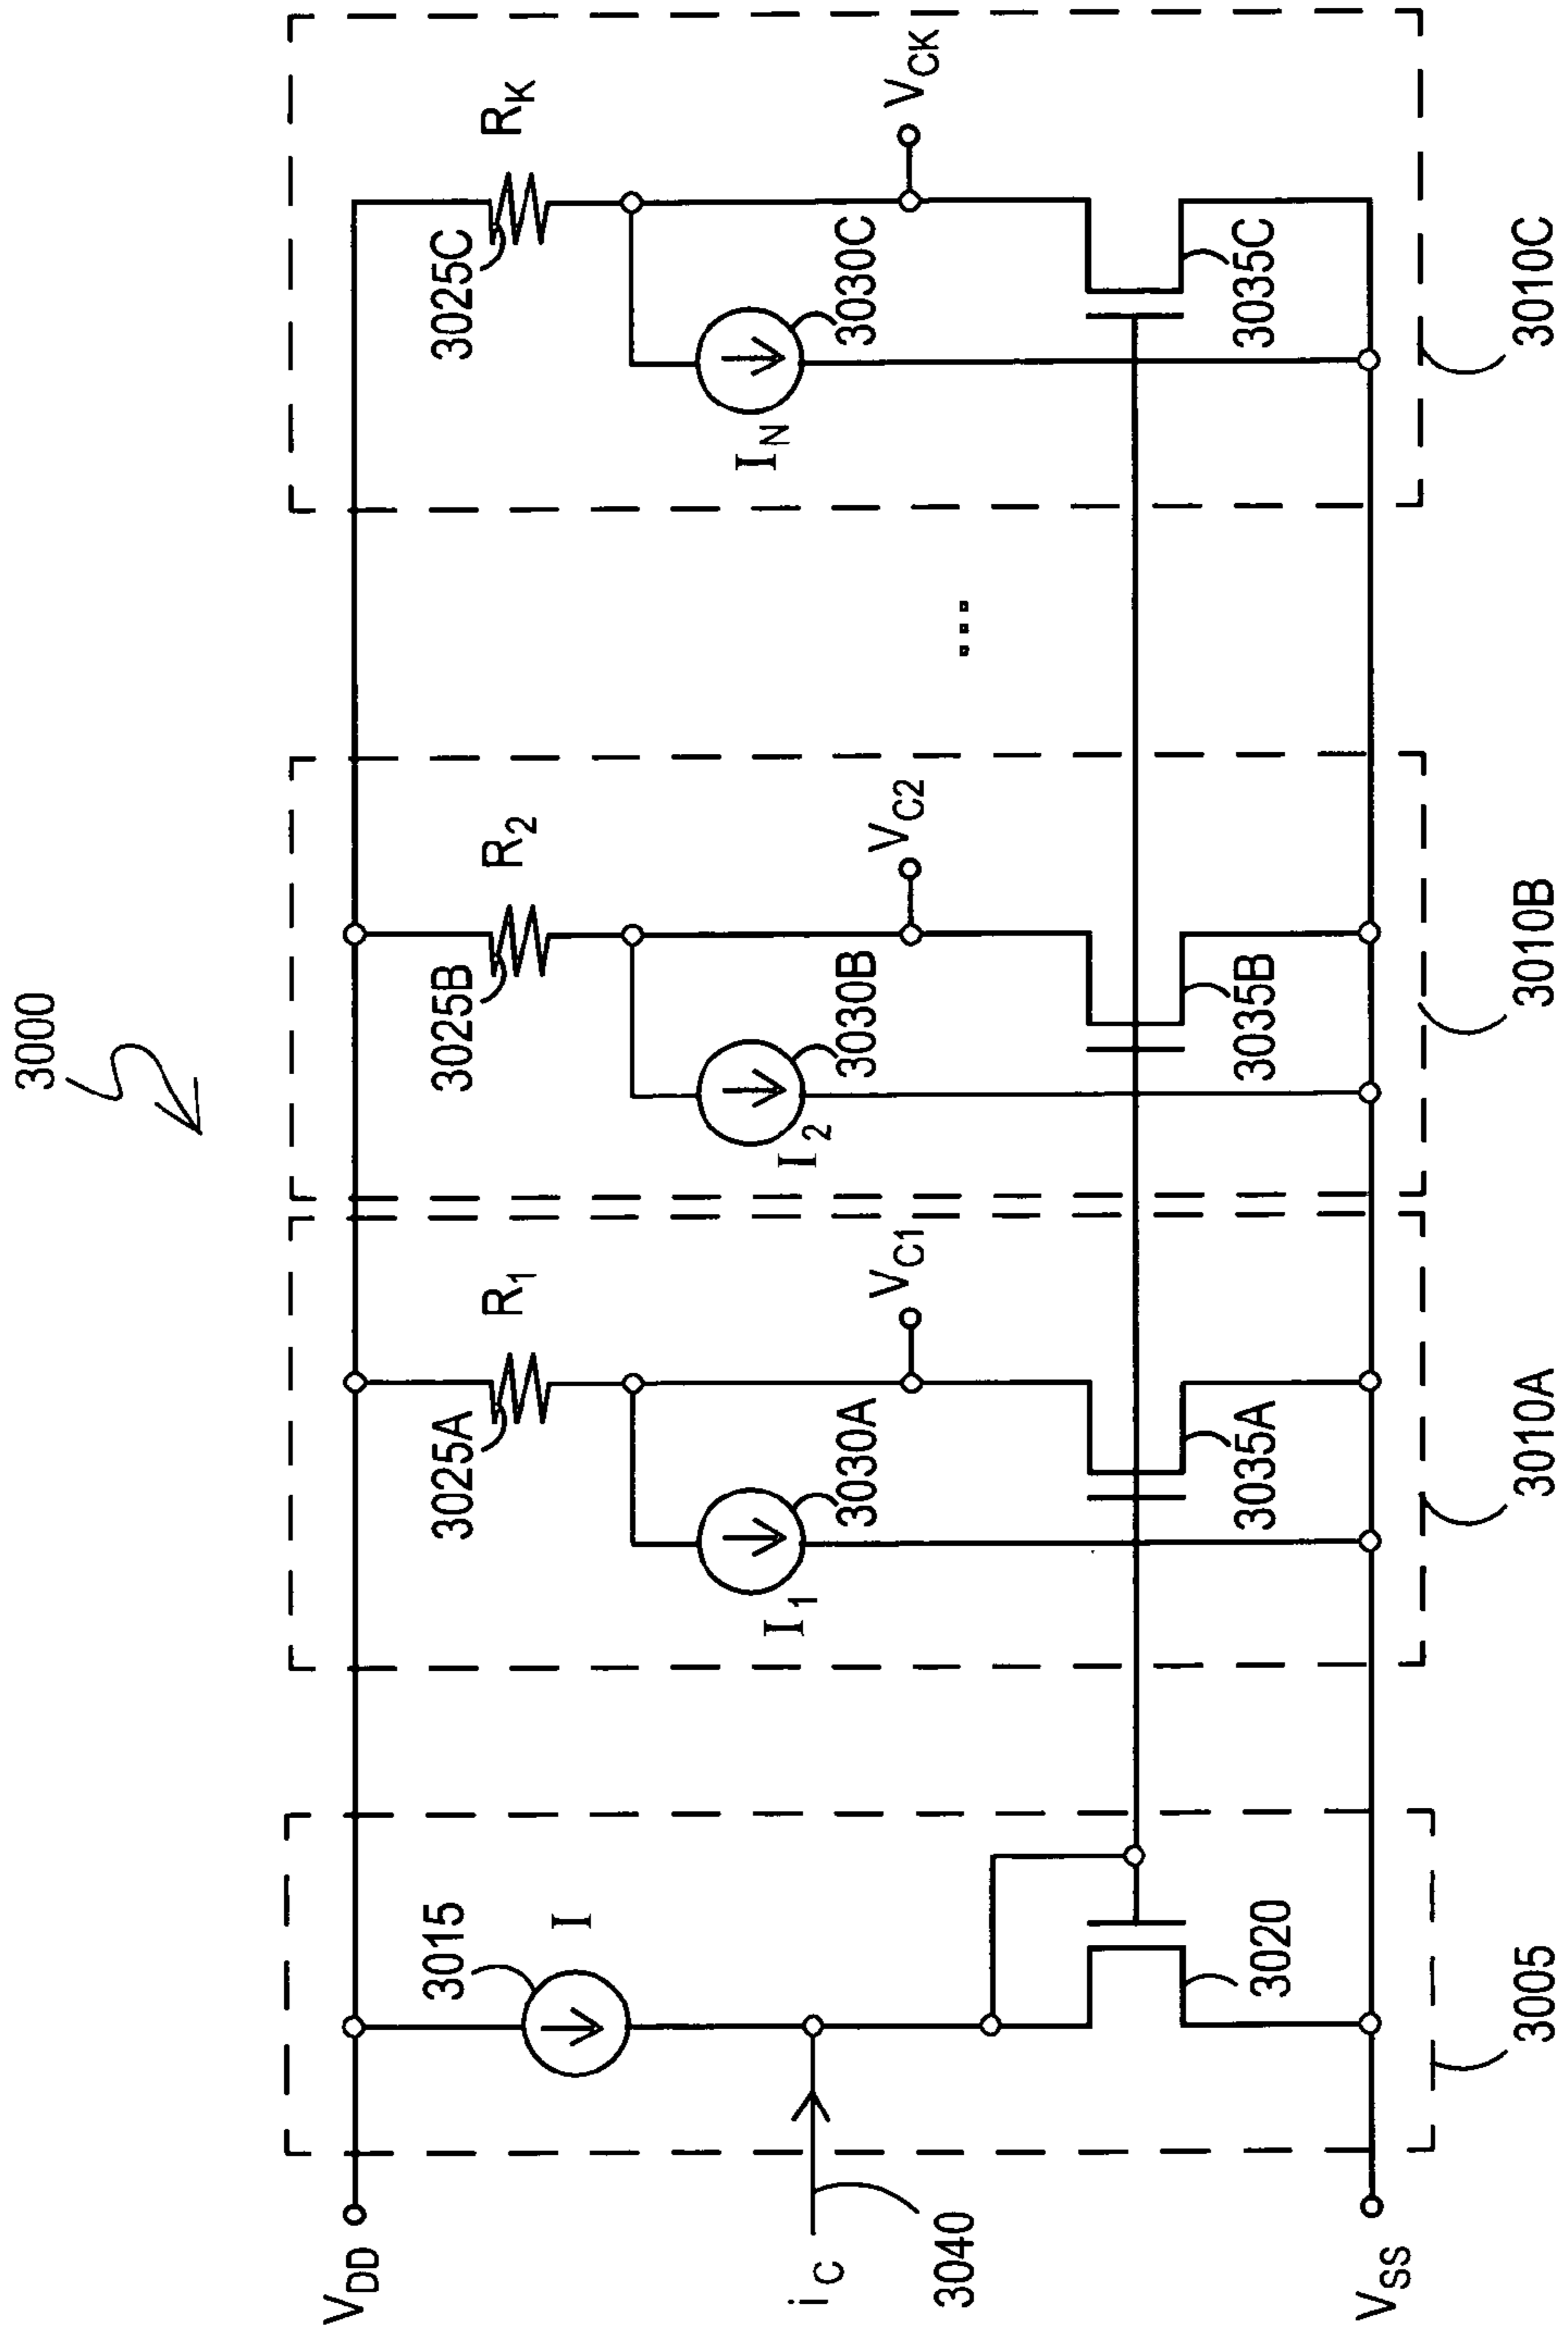 3000
V_DD
3015
I
i_C
3040
3020
V_SS
3005
3025A
R_1
I_1
3030A
V_C1
3035A
3010A
3025B
R_2
I_2
3030B
V_C2
3035B
3010B
...
3025C
R_K
I_N
3030C
V_CK
3035C
3010C